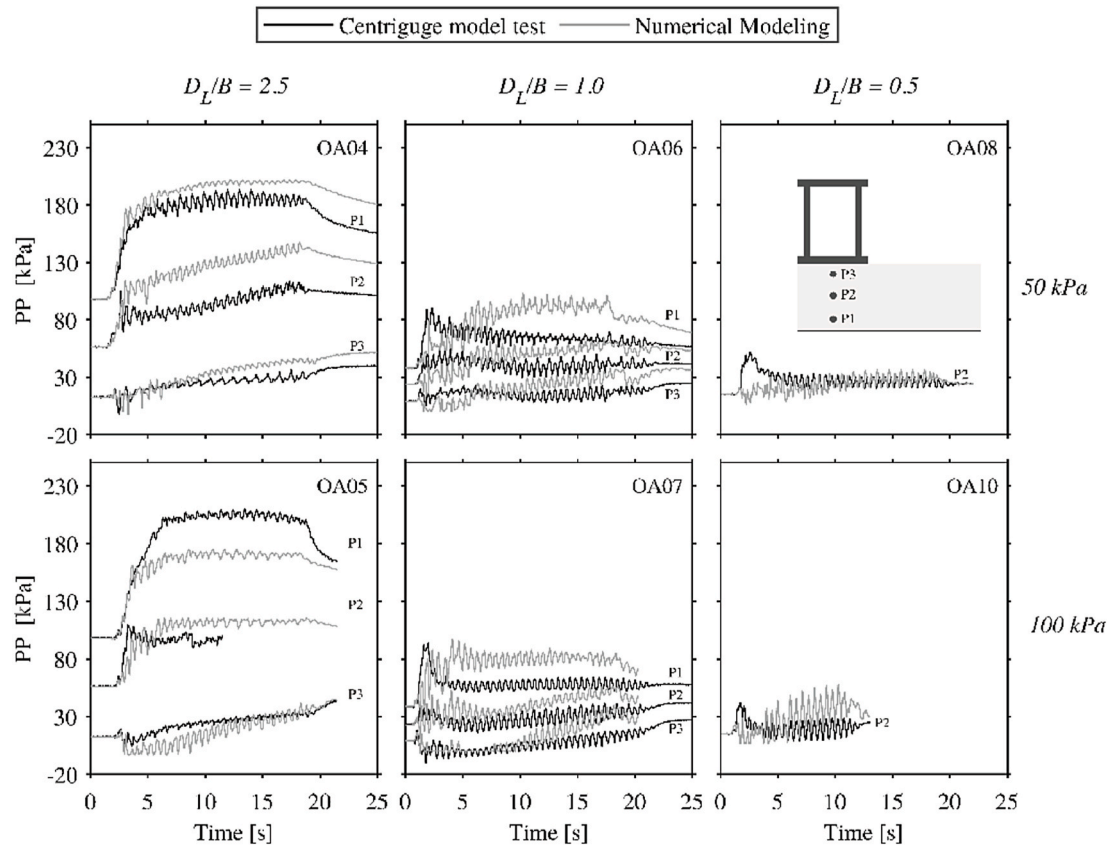 Centriguge model test Numerical Modeling
D_L/B = 2.5 D_L/B = 1.0 D_L/B = 0.5
OA04 OA06 OA08
230
180
130
80
30
-20
PP [kPa]
P1
P2
P3
P1
P2
P3
P3
P2
P1
P2
50 kPa
OA05 OA07 OA10
230
180
130
80
30
-20
PP [kPa]
P1
P2
P3
P1
P2
P3
P2
100 kPa
0 5 10 15 20 25 0 5 10 15 20 25 0 5 10 15 20 25
Time [s] Time [s] Time [s]